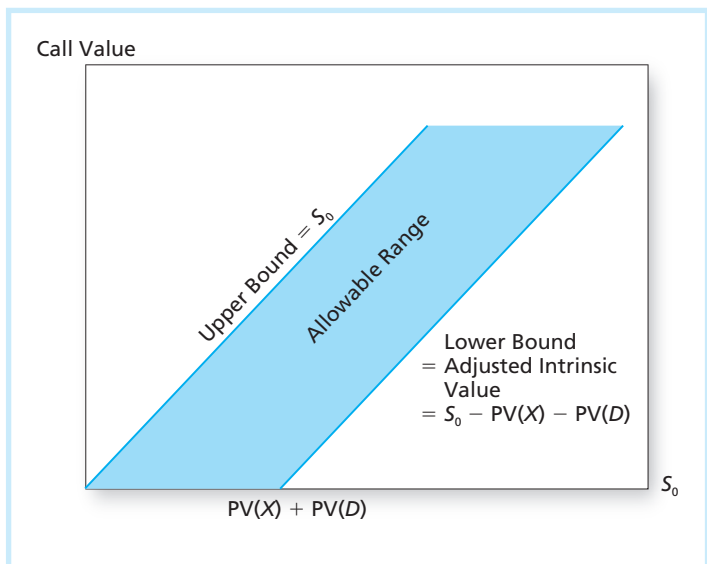 Call Value
Upper Bound = S₀
Allowable Range
Lower Bound
= Adjusted Intrinsic
Value
= S₀ − PV(X) − PV(D)
S₀
PV(X) + PV(D)